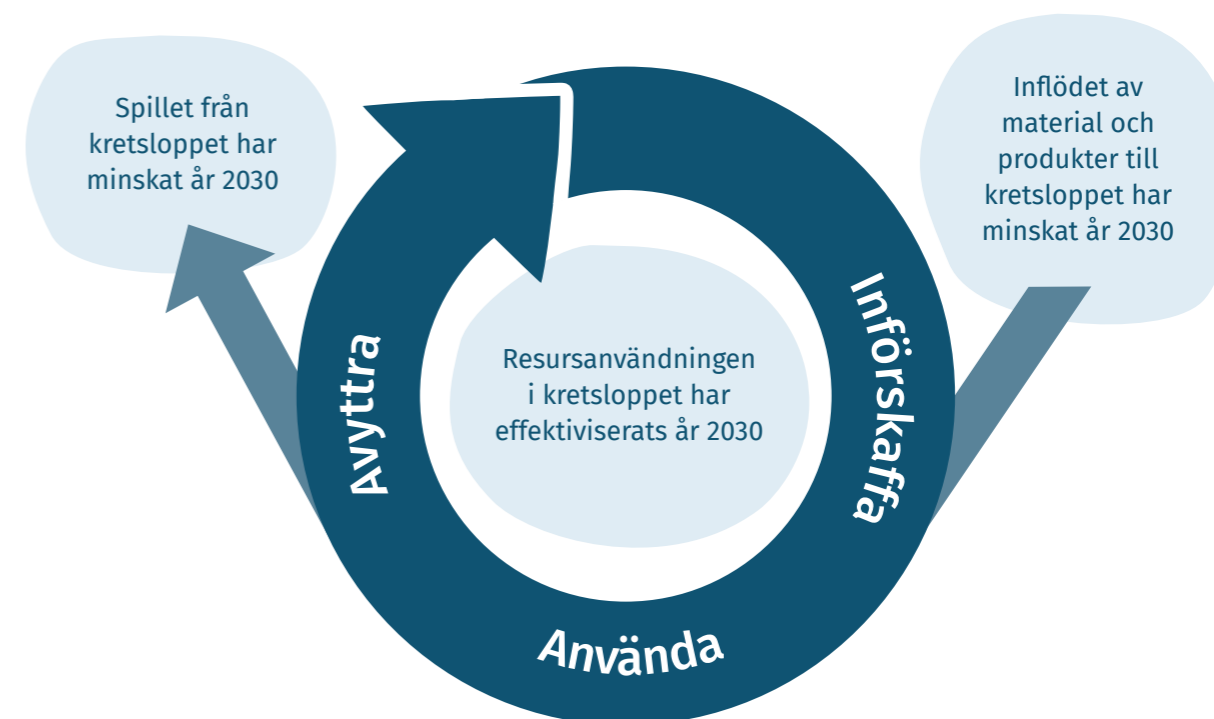 Spillet från
kretsloppet har
minskat år 2030
Inflödet av
material och
produkter till
kretsloppet har
minskat år 2030
Resursanvändningen
i kretsloppet har
effektiviserats år 2030
Införskaffa
Använda
Avyttra